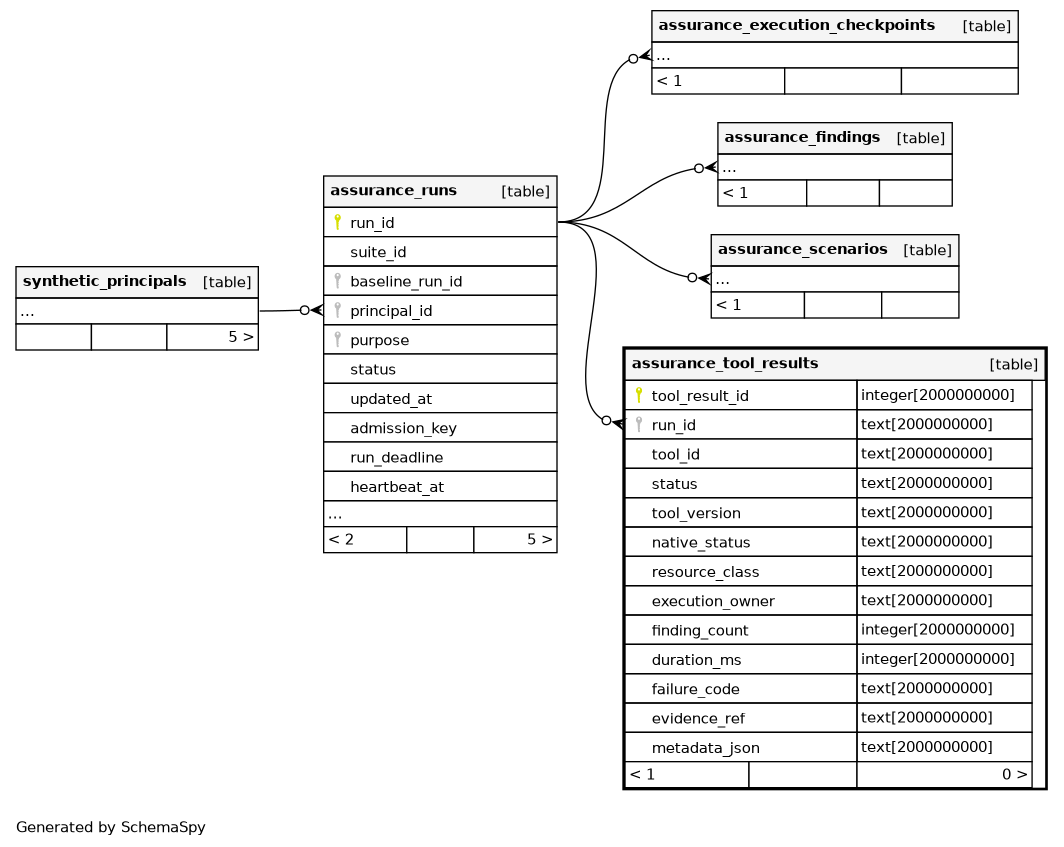 assurance_execution_checkpoints [table]
...
< 1
assurance_findings [table]
...
< 1
assurance_runs [table]
run_id
suite_id
baseline_run_id
principal_id
purpose
status
updated_at
admission_key
run_deadline
heartbeat_at
...
< 2 5 >
assurance_scenarios [table]
...
< 1
synthetic_principals [table]
...
5 >
assurance_tool_results [table]
tool_result_id integer[2000000000]
run_id text[2000000000]
tool_id text[2000000000]
status text[2000000000]
tool_version text[2000000000]
native_status text[2000000000]
resource_class text[2000000000]
execution_owner text[2000000000]
finding_count integer[2000000000]
duration_ms integer[2000000000]
failure_code text[2000000000]
evidence_ref text[2000000000]
metadata_json text[2000000000]
< 1 0 >
Generated by SchemaSpy